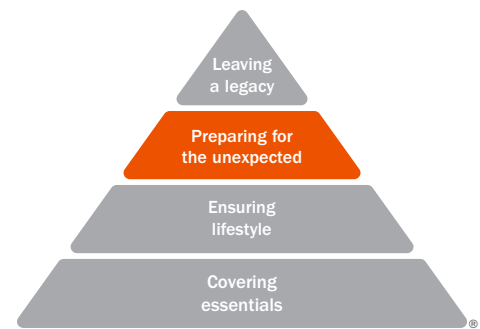 Leaving
a legacy
Preparing for
the unexpected
Ensuring
lifestyle
Covering
essentials
®